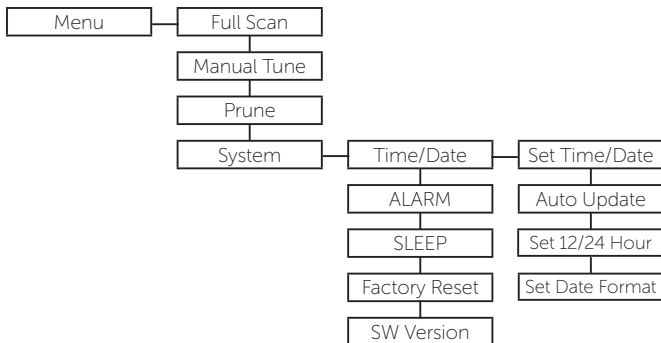 Menu
Full Scan
Manual Tune
Prune
System
Time/Date
Set Time/Date
ALARM
Auto Update
SLEEP
Set 12/24 Hour
Factory Reset
Set Date Format
SW Version